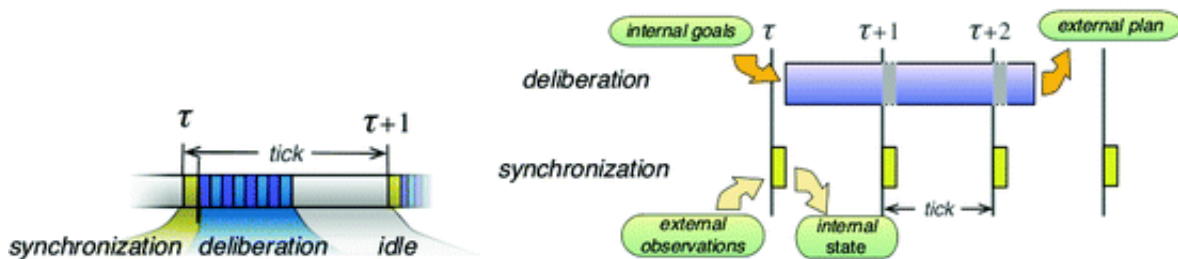 τ
τ+1
tick
synchronization
deliberation
idle
internal goals
τ
τ+1
τ+2
external plan
deliberation
synchronization
tick
external
observations
internal
state